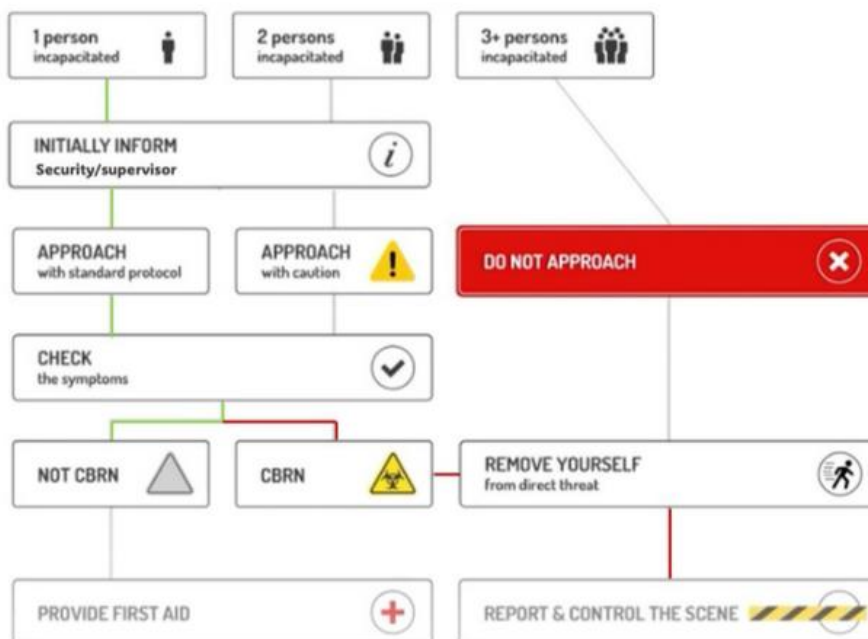 1 person
incapacitated
2 persons
incapacitated
3+ persons
incapacitated
INITIALLY INFORM
Security/supervisor
i
APPROACH
with standard protocol
APPROACH
with caution
!
DO NOT APPROACH
CHECK
the symptoms
NOT CBRN
CBRN
REMOVE YOURSELF
from direct threat
PROVIDE FIRST AID
REPORT & CONTROL THE SCENE